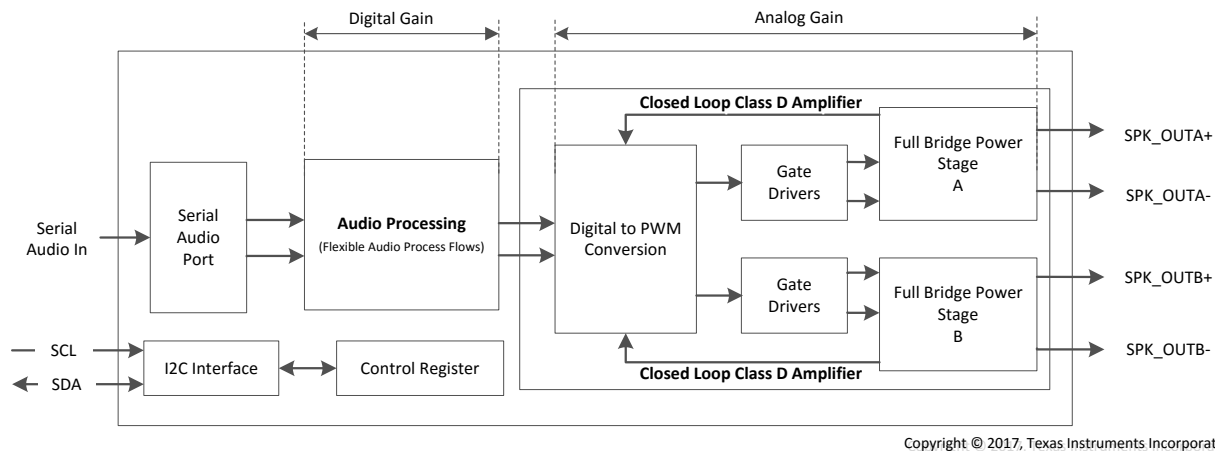 Digital Gain
Analog Gain
Closed Loop Class D Amplifier
Serial
Audio In
Serial
Audio
Port
Audio Processing
(Flexible Audio Process Flows)
Digital to PWM
Conversion
Gate
Drivers
Full Bridge Power
Stage
A
SPK_OUTA+
SPK_OUTA-
Gate
Drivers
Full Bridge Power
Stage
B
SPK_OUTB+
SPK_OUTB-
SCL
SDA
I2C Interface
Control Register
Closed Loop Class D Amplifier
Copyright © 2017, Texas Instruments Incorporat